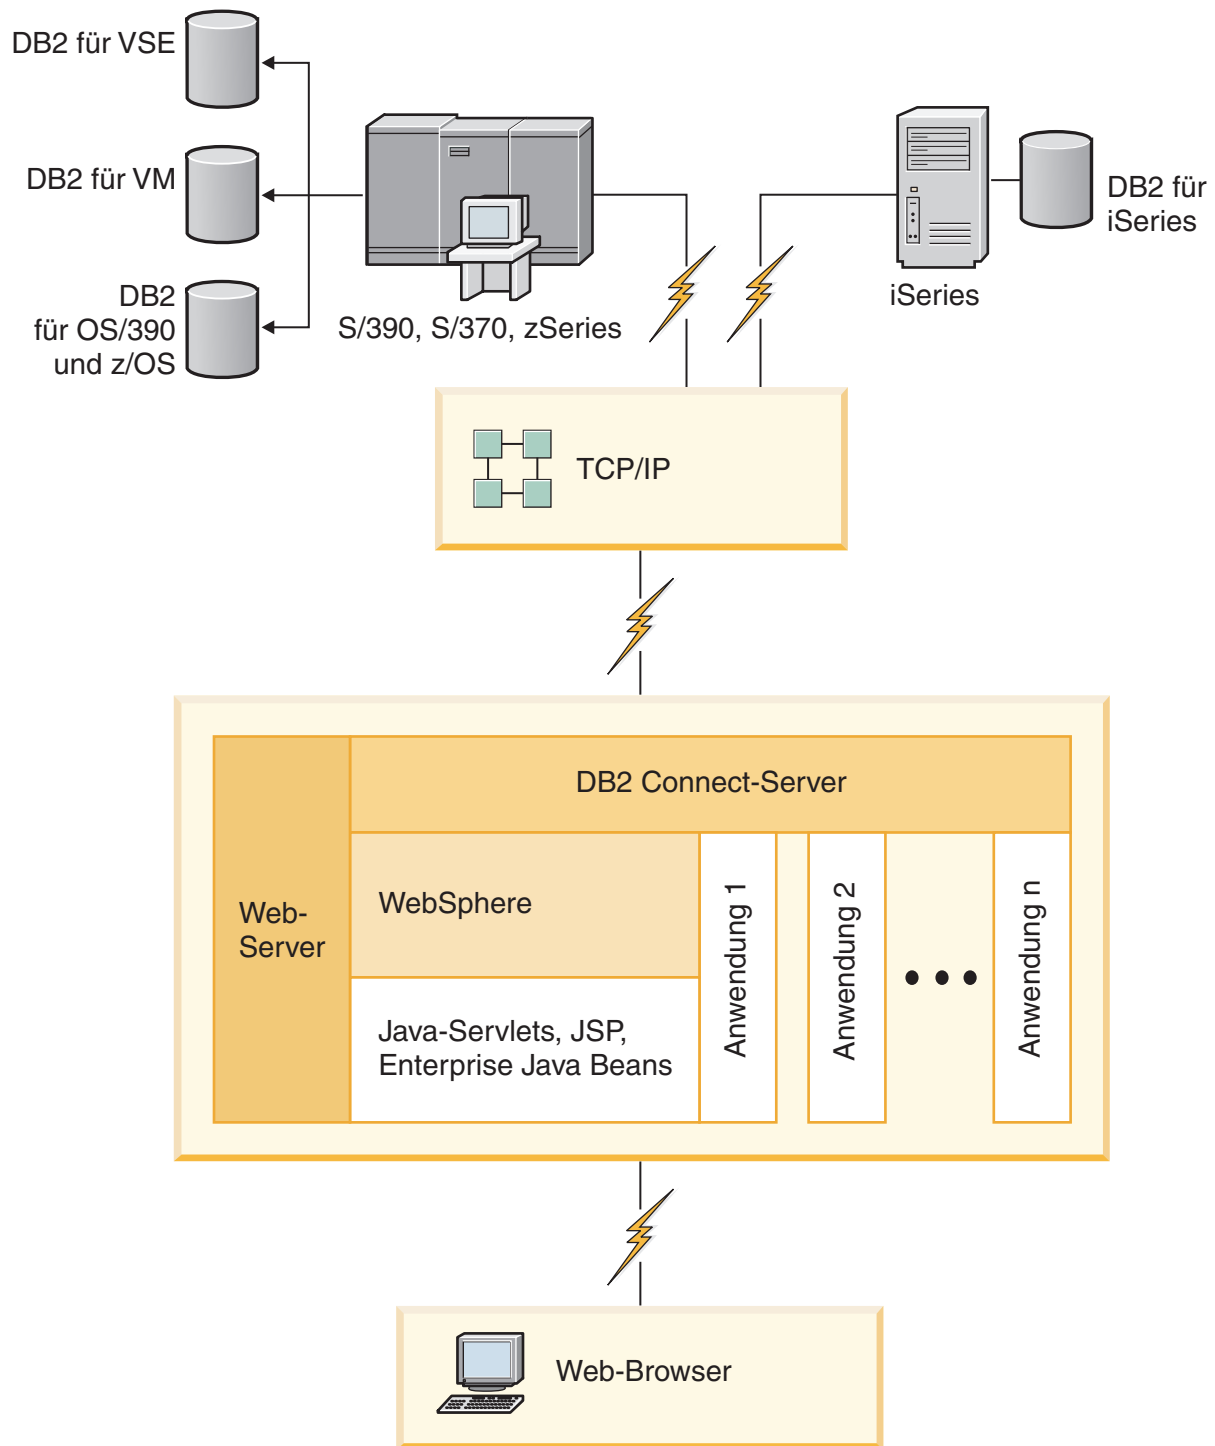 DB2 für VSE
DB2 für VM
DB2
für OS/390
und z/OS
S/390, S/370, zSeries
iSeries
DB2 für
iSeries
TCP/IP
DB2 Connect-Server
Web-
Server
WebSphere
Java-Servlets, JSP,
Enterprise Java Beans
Anwendung 1
Anwendung 2
Anwendung n
Web-Browser